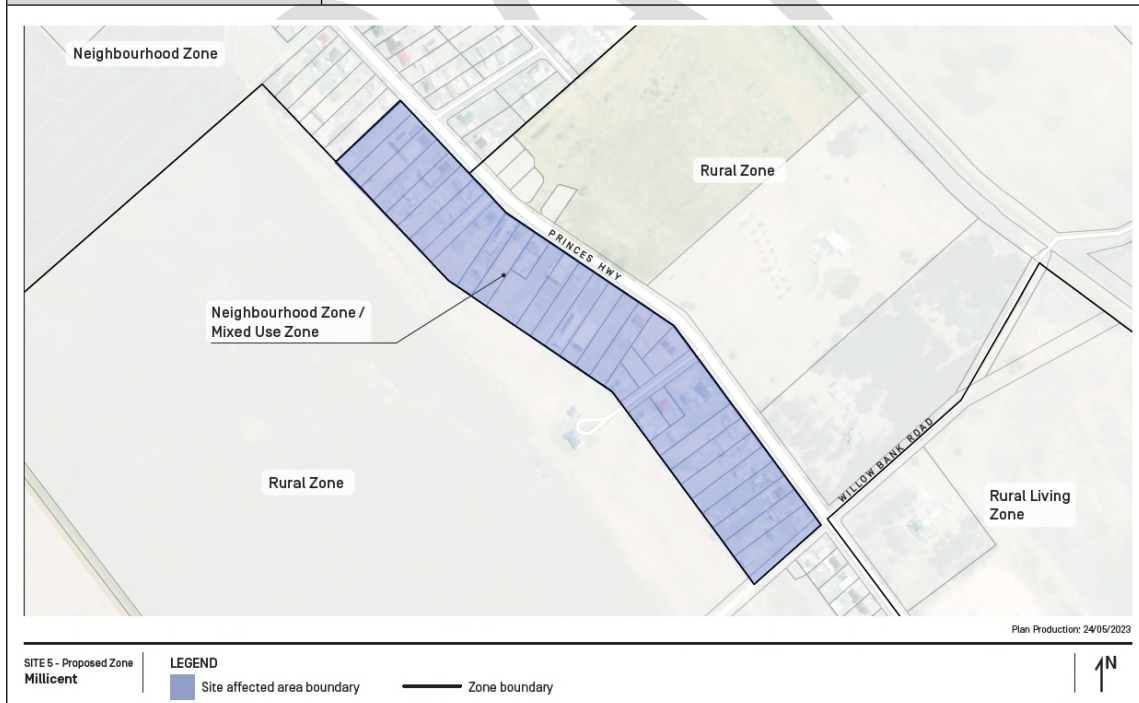 Neighbourhood Zone
Rural Zone
PRINCES HWY
Neighbourhood Zone /
Mixed Use Zone
WILLOW BANK ROAD
Rural Zone
Rural Living
Zone
Plan Production: 24/05/2023
SITE 5 - Proposed Zone
Millicent
LEGEND
Site affected area boundary
Zone boundary
N